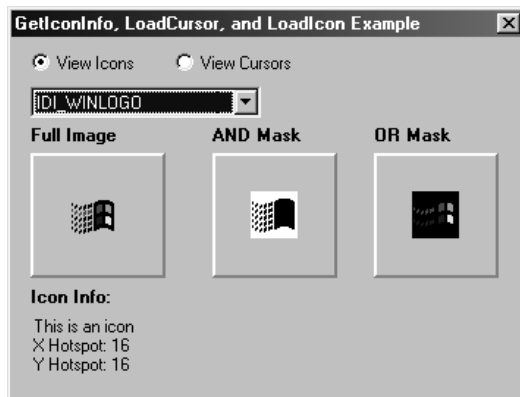 GetIconInfo, LoadCursor, and LoadIcon Example
View Icons View Cursors
IDI_WINLOGO
Full Image AND Mask OR Mask
Icon Info:
This is an icon
X Hotspot: 16
Y Hotspot: 16